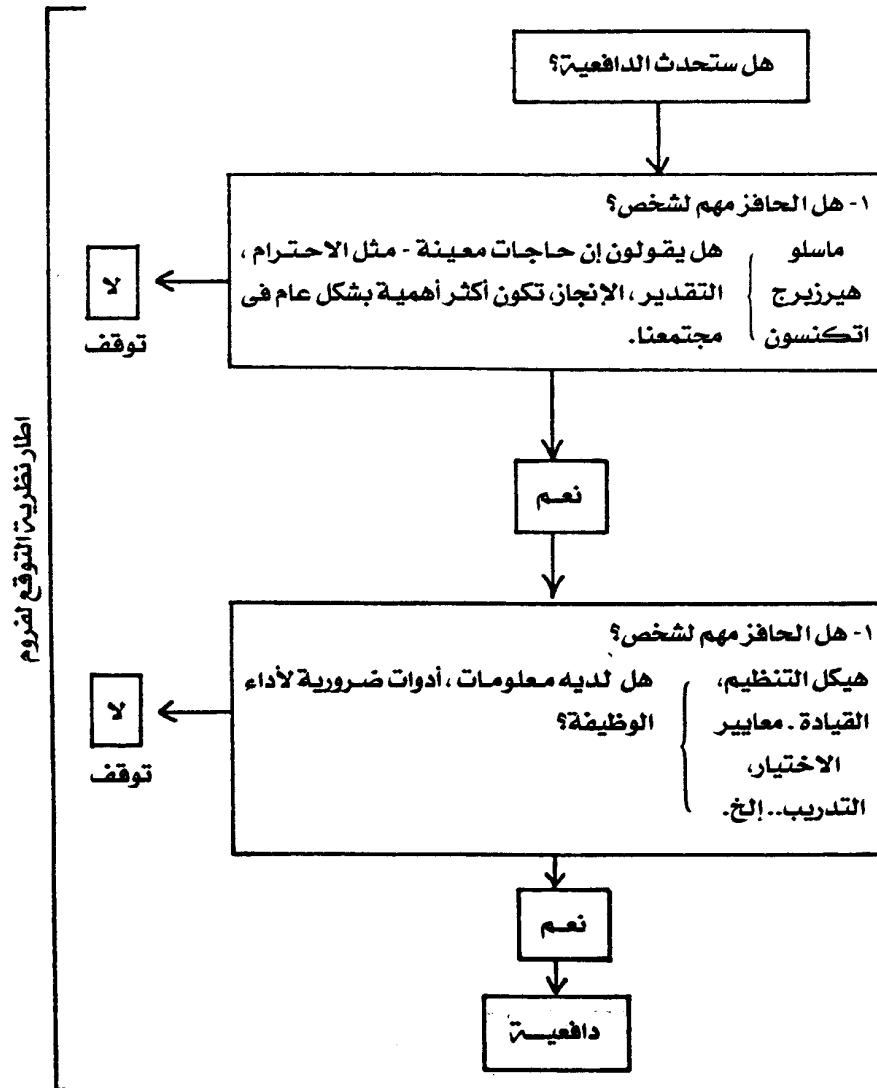 هل ستحدث الدافعية؟
١- هل الحافز مهم لشخص؟
ماسلو
هيرزبرج
اتكنسون
هل يقولون إن حاجات معينة - مثل الاحترام،
التقدير، الإنجاز، تكون أكثر أهمية بشكل عام فى
مجتمعنا.
لا
توقف
نعم
١- هل الحافز مهم لشخص؟
هيكل التنظيم،
القيادة. معايير
الاختيار،
التدريب.. إلخ.
هل لديه معلومات، أدوات ضرورية لأداء
الوظيفة؟
لا
توقف
نعم
دافعيــة
اطار نظرية التوقع لفروم